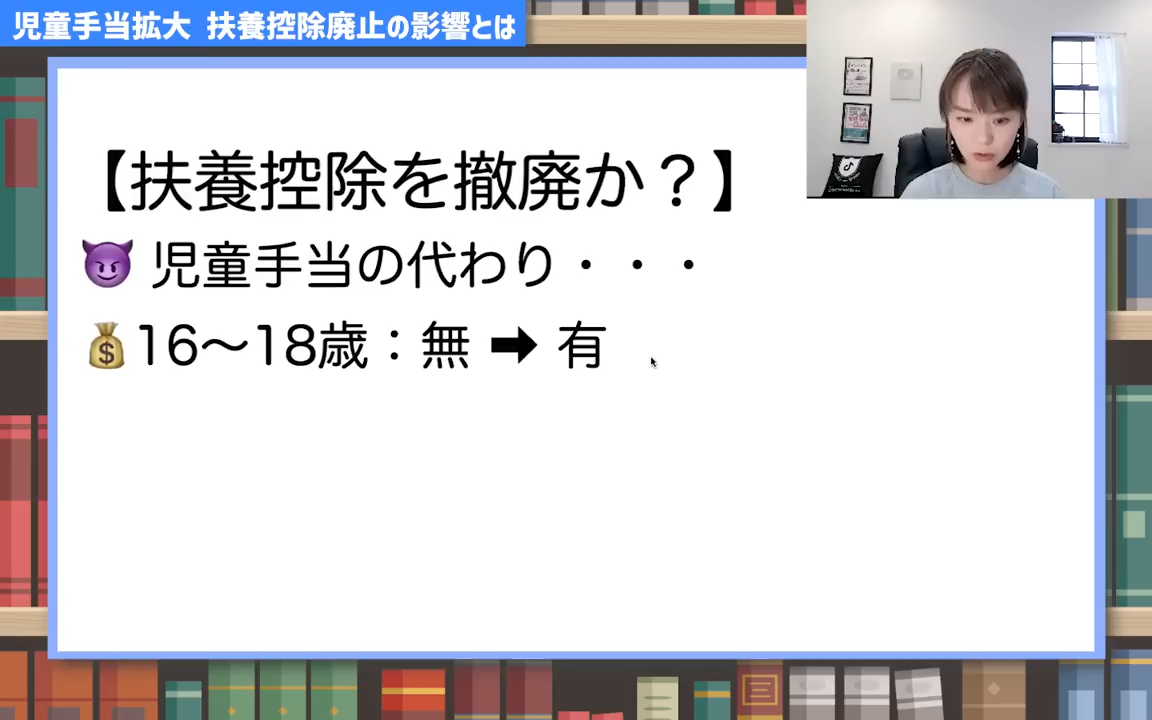 児童手当拡大 扶養控除廃止の影響とは
【扶養控除を撤廃か？】
😈 児童手当の代わり・・・
💰16〜18歳：無 ➡ 有